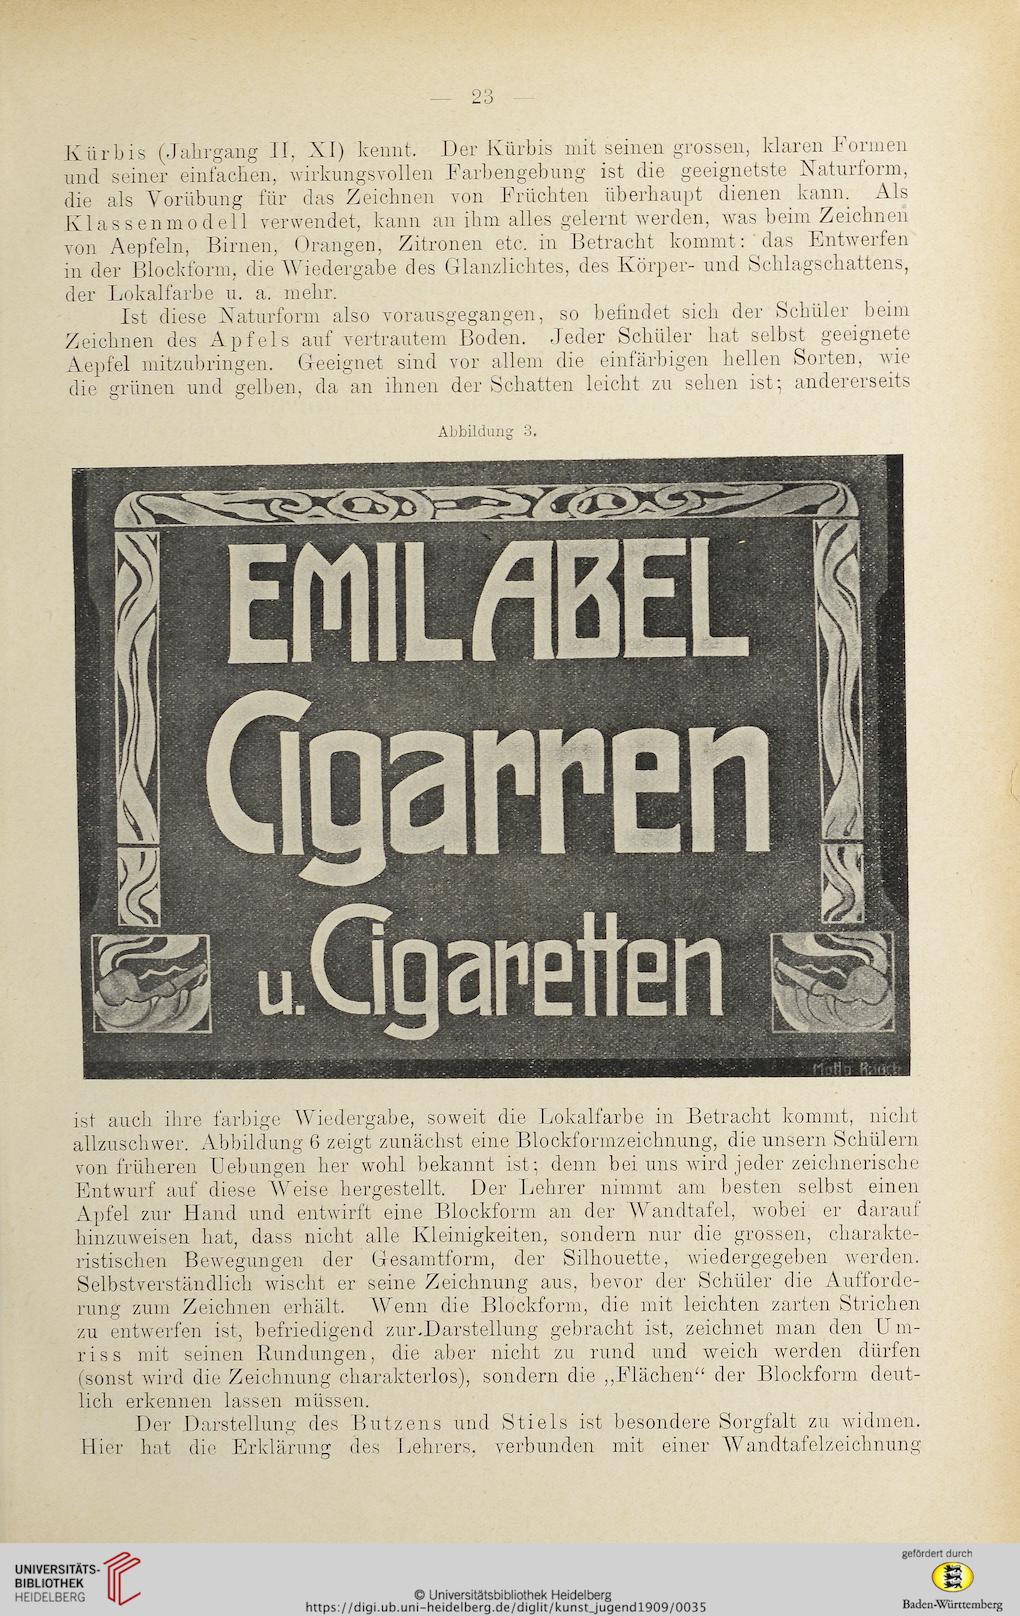 — 23 —
Kürbis (Jahrgang II, XI) kennt. Der Kürbis mit seinen grossen, klaren Formen
und seiner einfachen, wirkungsvollen Farbengebung ist die geeignetste Naturform,
die als Vorübung für das Zeichnen von Früchten überhaupt dienen kann. Als
Klassenmodell verwendet, kann an ihm alles gelernt werden, was beim Zeichnen
von Aepfeln, Birnen, Orangen, Zitronen etc. in Betracht kommt: das Entwerfen
in der Blockform, die Wiedergabe des Glanzlichtes, des Körper- und Schlagschattens,
der Lokalfarbe u. a. mehr.
Ist diese Naturform also vorausgegangen, so befindet sich der Schüler beim
Zeichnen des Apfels auf vertrautem Boden. Jeder Schüler hat selbst geeignete
Aepfel mitzubringen. Geeignet sind vor allem die einfärbigen hellen Sorten, wie
die grünen und gelben, da an ihnen der Schatten leicht zu sehen ist; andererseits
Abbildung 3.
EMIL ABEL
Cigarren
u. Cigaretten
Motto Rauch
ist auch ihre farbige Wiedergabe, soweit die Lokalfarbe in Betracht kommt, nicht
allzuschwer. Abbildung 6 zeigt zunächst eine Blockformzeichnung, die unsern Schülern
von früheren Uebungen her wohl bekannt ist; denn bei uns wird jeder zeichnerische
Entwurf auf diese Weise hergestellt. Der Lehrer nimmt am besten selbst einen
Apfel zur Hand und entwirft eine Blockform an der Wandtafel, wobei er darauf
hinzuweisen hat, dass nicht alle Kleinigkeiten, sondern nur die grossen, charakte-
ristischen Bewegungen der Gesamtform, der Silhouette, wiedergegeben werden.
Selbstverständlich wischt er seine Zeichnung aus, bevor der Schüler die Aufforde-
rung zum Zeichnen erhält. Wenn die Blockform, die mit leichten zarten Strichen
zu entwerfen ist, befriedigend zur Darstellung gebracht ist, zeichnet man den Um-
riss mit seinen Rundungen, die aber nicht zu rund und weich werden dürfen
(sonst wird die Zeichnung charakterlos), sondern die „Flächen“ der Blockform deut-
lich erkennen lassen müssen.
Der Darstellung des Butzens und Stiels ist besondere Sorgfalt zu widmen.
Hier hat die Erklärung des Lehrers, verbunden mit einer Wandtafelzeichnung
UNIVERSITÄTS-
BIBLIOTHEK
HEIDELBERG
© Universitätsbibliothek Heidelberg
https://digi.ub.uni-heidelberg.de/diglit/kunst_jugend1909/0035
gefördert durch
Baden-Württemberg